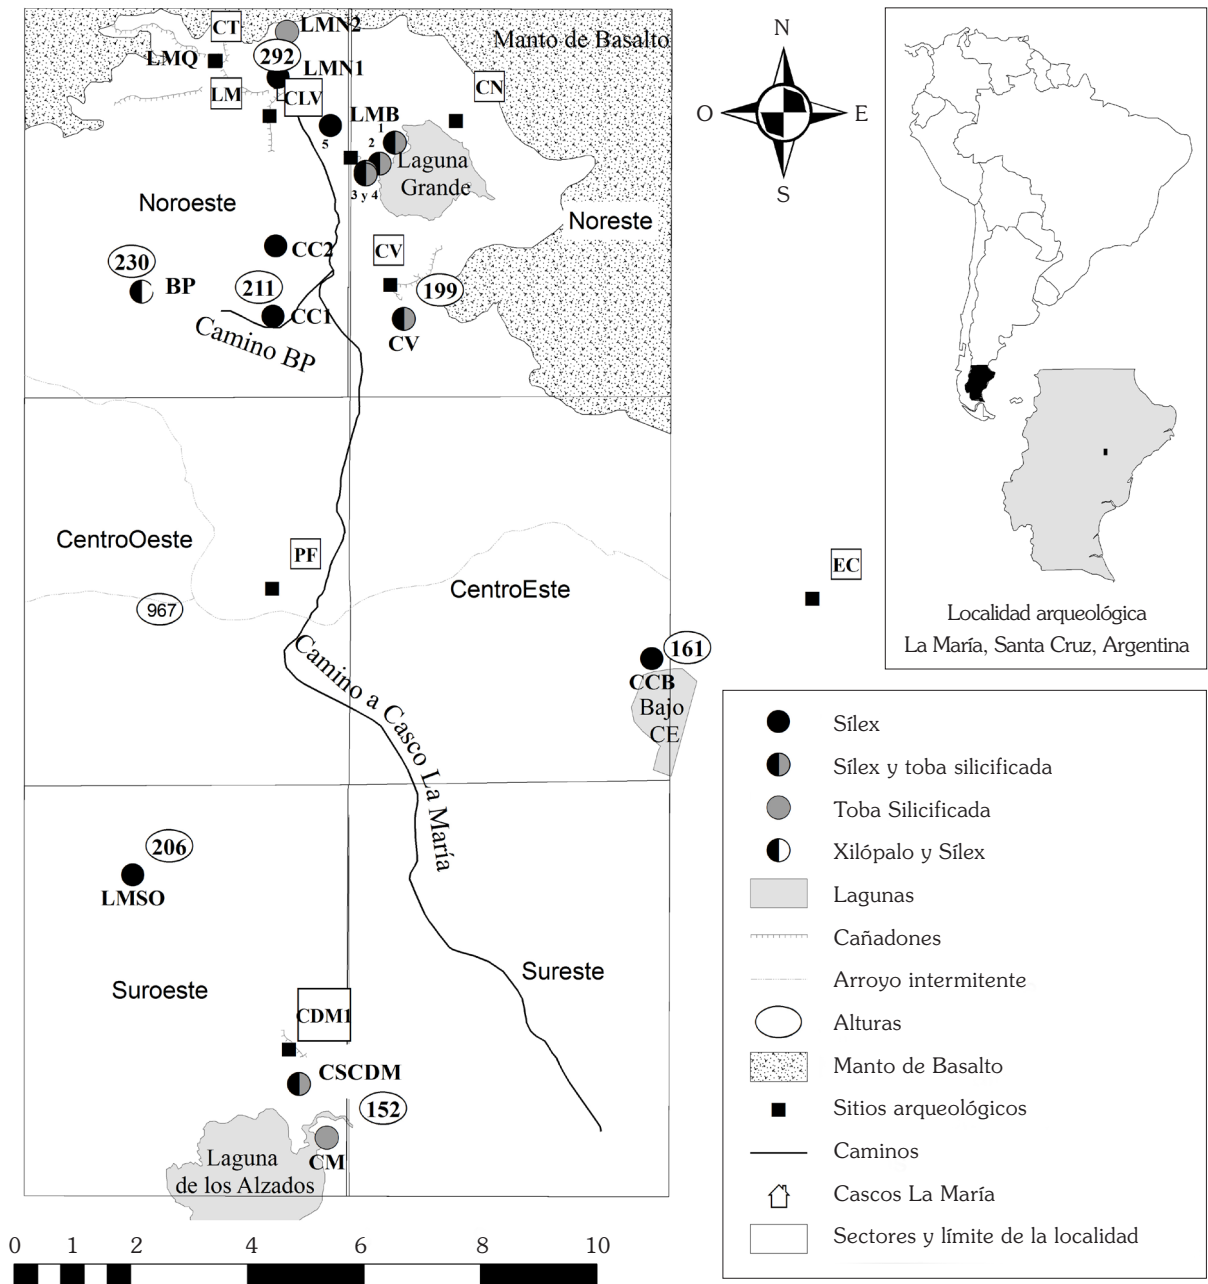 CT
LMN2
Manto de Basalto
LMQ
292
LMN1
CN
LM
CLV
LMB
1
2
5
3 y 4
Laguna
Grande
Noroeste
Noreste
CC2
CV
230
BP
211
199
CC1
CV
Camino BP
CentroOeste
PF
CentroEste
EC
967
161
CCB
Bajo
CE
Camino a Casco La María
206
LMSO
Suroeste
Sureste
CDM1
CSCDM
152
CM
Laguna
de los Alzados
0 1 2 4 6 8 10
N
O E
S
Localidad arqueológica
La María, Santa Cruz, Argentina
Sílex
Sílex y toba silicificada
Toba Silicificada
Xilópalo y Sílex
Lagunas
Cañadones
Arroyo intermitente
Alturas
Manto de Basalto
Sitios arqueológicos
Caminos
Cascos La María
Sectores y límite de la localidad